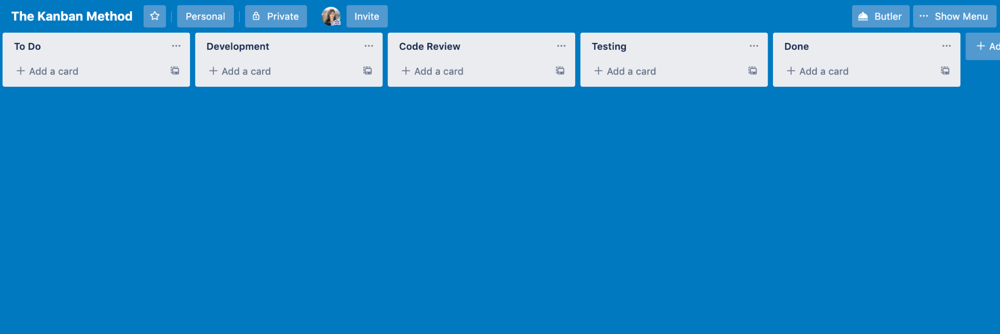 The Kanban Method Personal Private Invite Butler ··· Show Menu
To Do ···
+ Add a card
Development ···
+ Add a card
Code Review ···
+ Add a card
Testing ···
+ Add a card
Done ···
+ Add a card
+ Ad